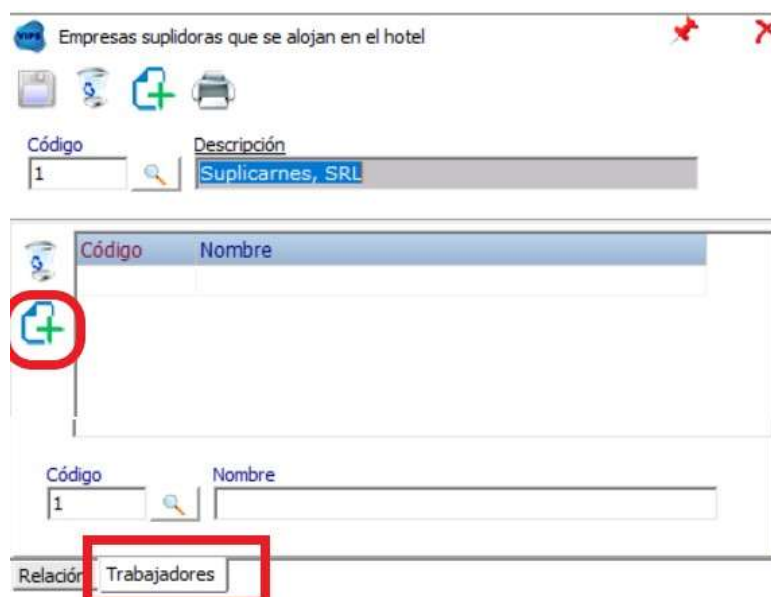 VIPS
Empresas suplidoras que se alojan en el hotel
Código Descripción
1 Suplicarnes, SRL
Código Nombre
Código Nombre
1
Relación Trabajadores